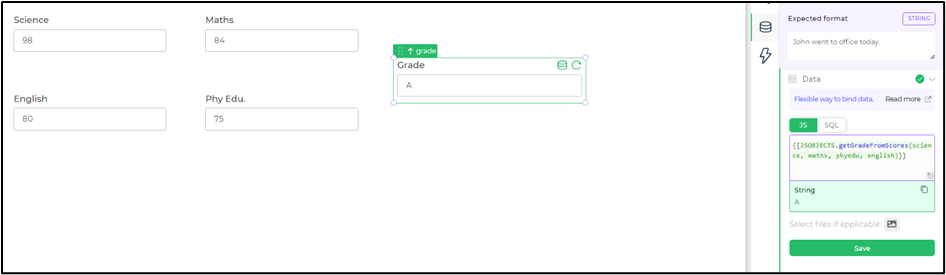 Science
Maths
98
84
grade
Grade
A
English
Phy Edu.
80
75
Expected format
STRING
John went to office today.
Data
Flexible way to bind data.
Read more
JS
SQL
{{JSOBJECTS.getGradeFromScores(scien
ce, maths, phyedu, english)}}
String
A
Select files if applicable
Save